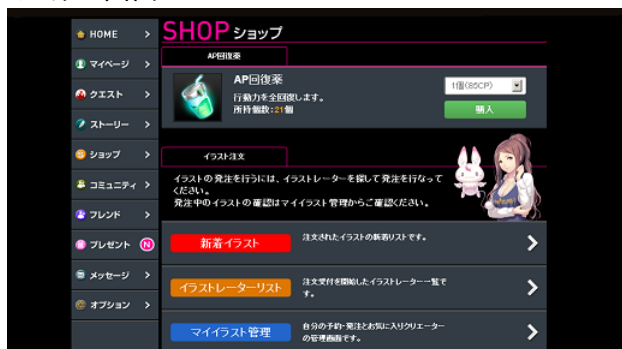 HOME
マイページ
クエスト
ストーリー
ショップ
コミュニティ
フレンド
プレゼント N
メッセージ
オプション
SHOP ショップ
AP回復薬
AP回復薬
行動力を全回復します。
所持個数:21個
1個(85CP)
購入
イラスト注文
イラストの発注を行うには、イラストレーターを探して発注を行なって
ください。
発注中のイラストの確認はマイイラスト管理からご確認ください。
新着イラスト
注文されたイラストの新着リストです。
イラストレーターリスト
注文受付を開始したイラストレーター一覧で
す。
マイイラスト管理
自分の予約・発注とお気に入りクリエーター
の管理画面です。